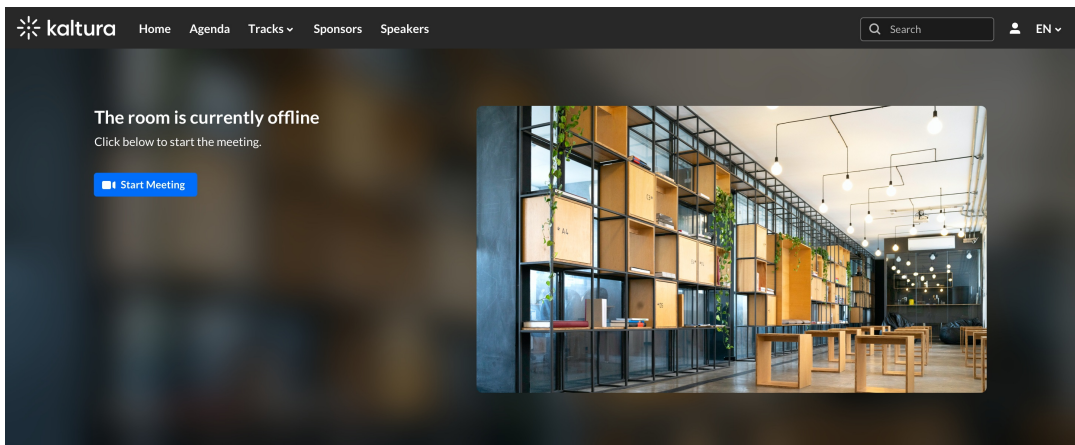 kaltura
Home Agenda Tracks Sponsors Speakers
Search
EN
The room is currently offline
Click below to start the meeting.
Start Meeting